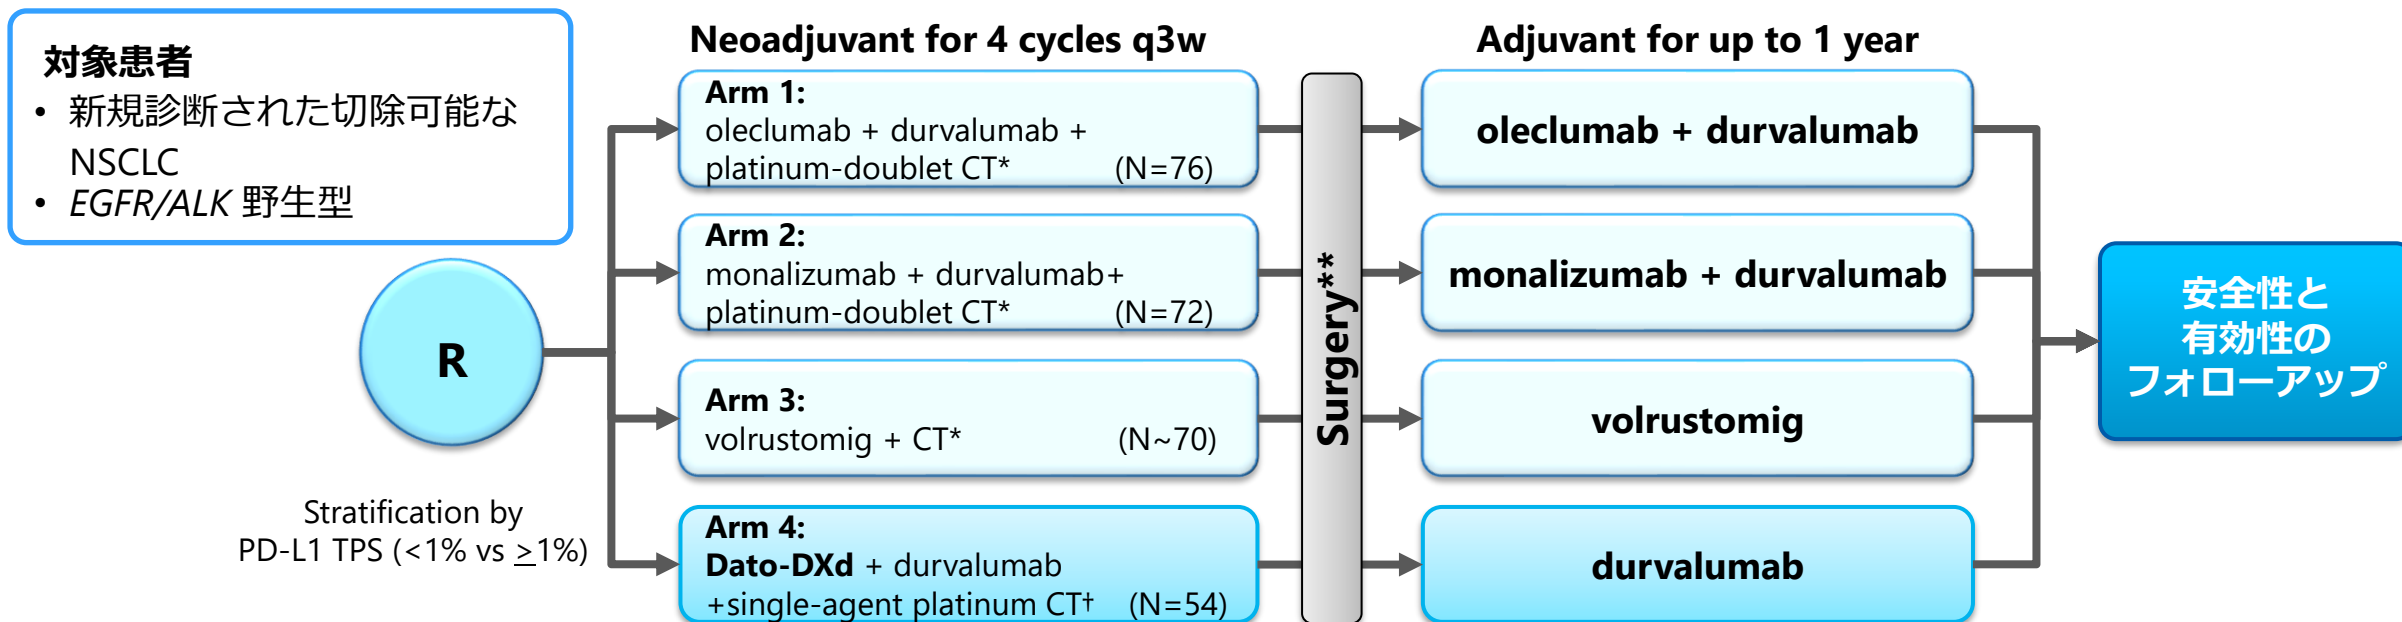 対象患者
• 新規診断された切除可能な
NSCLC
• EGFR/ALK 野生型
R
Stratification by
PD-L1 TPS (<1% vs ≥1%)
Neoadjuvant for 4 cycles q3w
Arm 1:
oleclumab + durvalumab +
platinum-doublet CT* (N=76)
Arm 2:
monalizumab + durvalumab+
platinum-doublet CT* (N=72)
Arm 3:
volrustomig + CT* (N~70)
Arm 4:
Dato-DXd + durvalumab
+single-agent platinum CT† (N=54)
Surgery**
Adjuvant for up to 1 year
oleclumab + durvalumab
monalizumab + durvalumab
volrustomig
durvalumab
安全性と
有効性の
フォローアップ